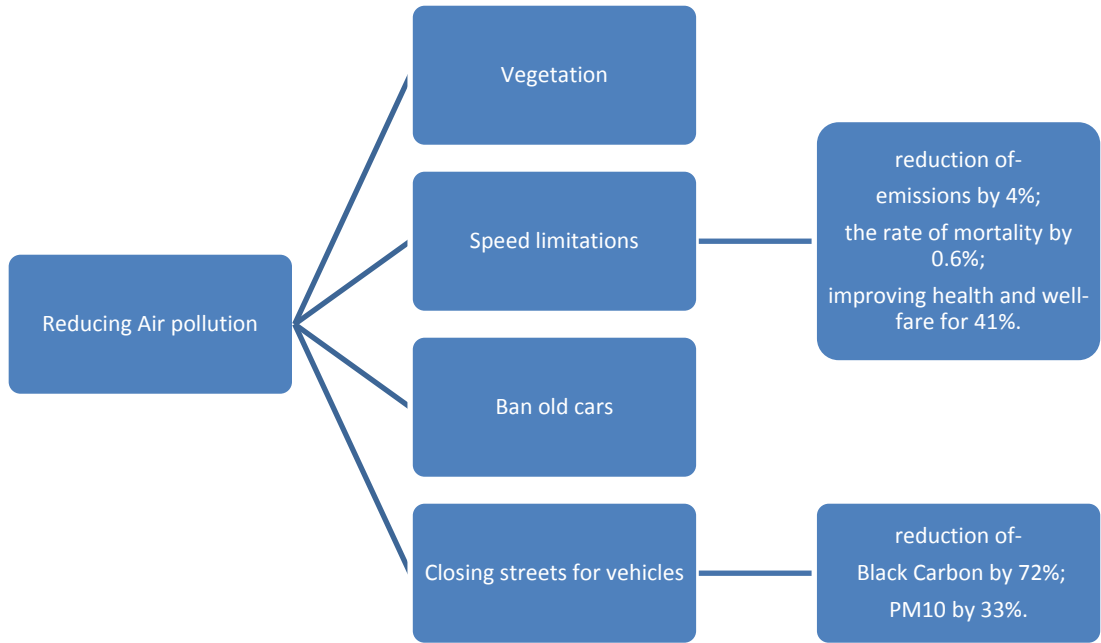 Vegetation
reduction of-
emissions by 4%;
the rate of mortality by
0.6%;
improving health and well-
fare for 41%.
Speed limitations
Reducing Air pollution
Ban old cars
Closing streets for vehicles
reduction of-
Black Carbon by 72%;
PM10 by 33%.